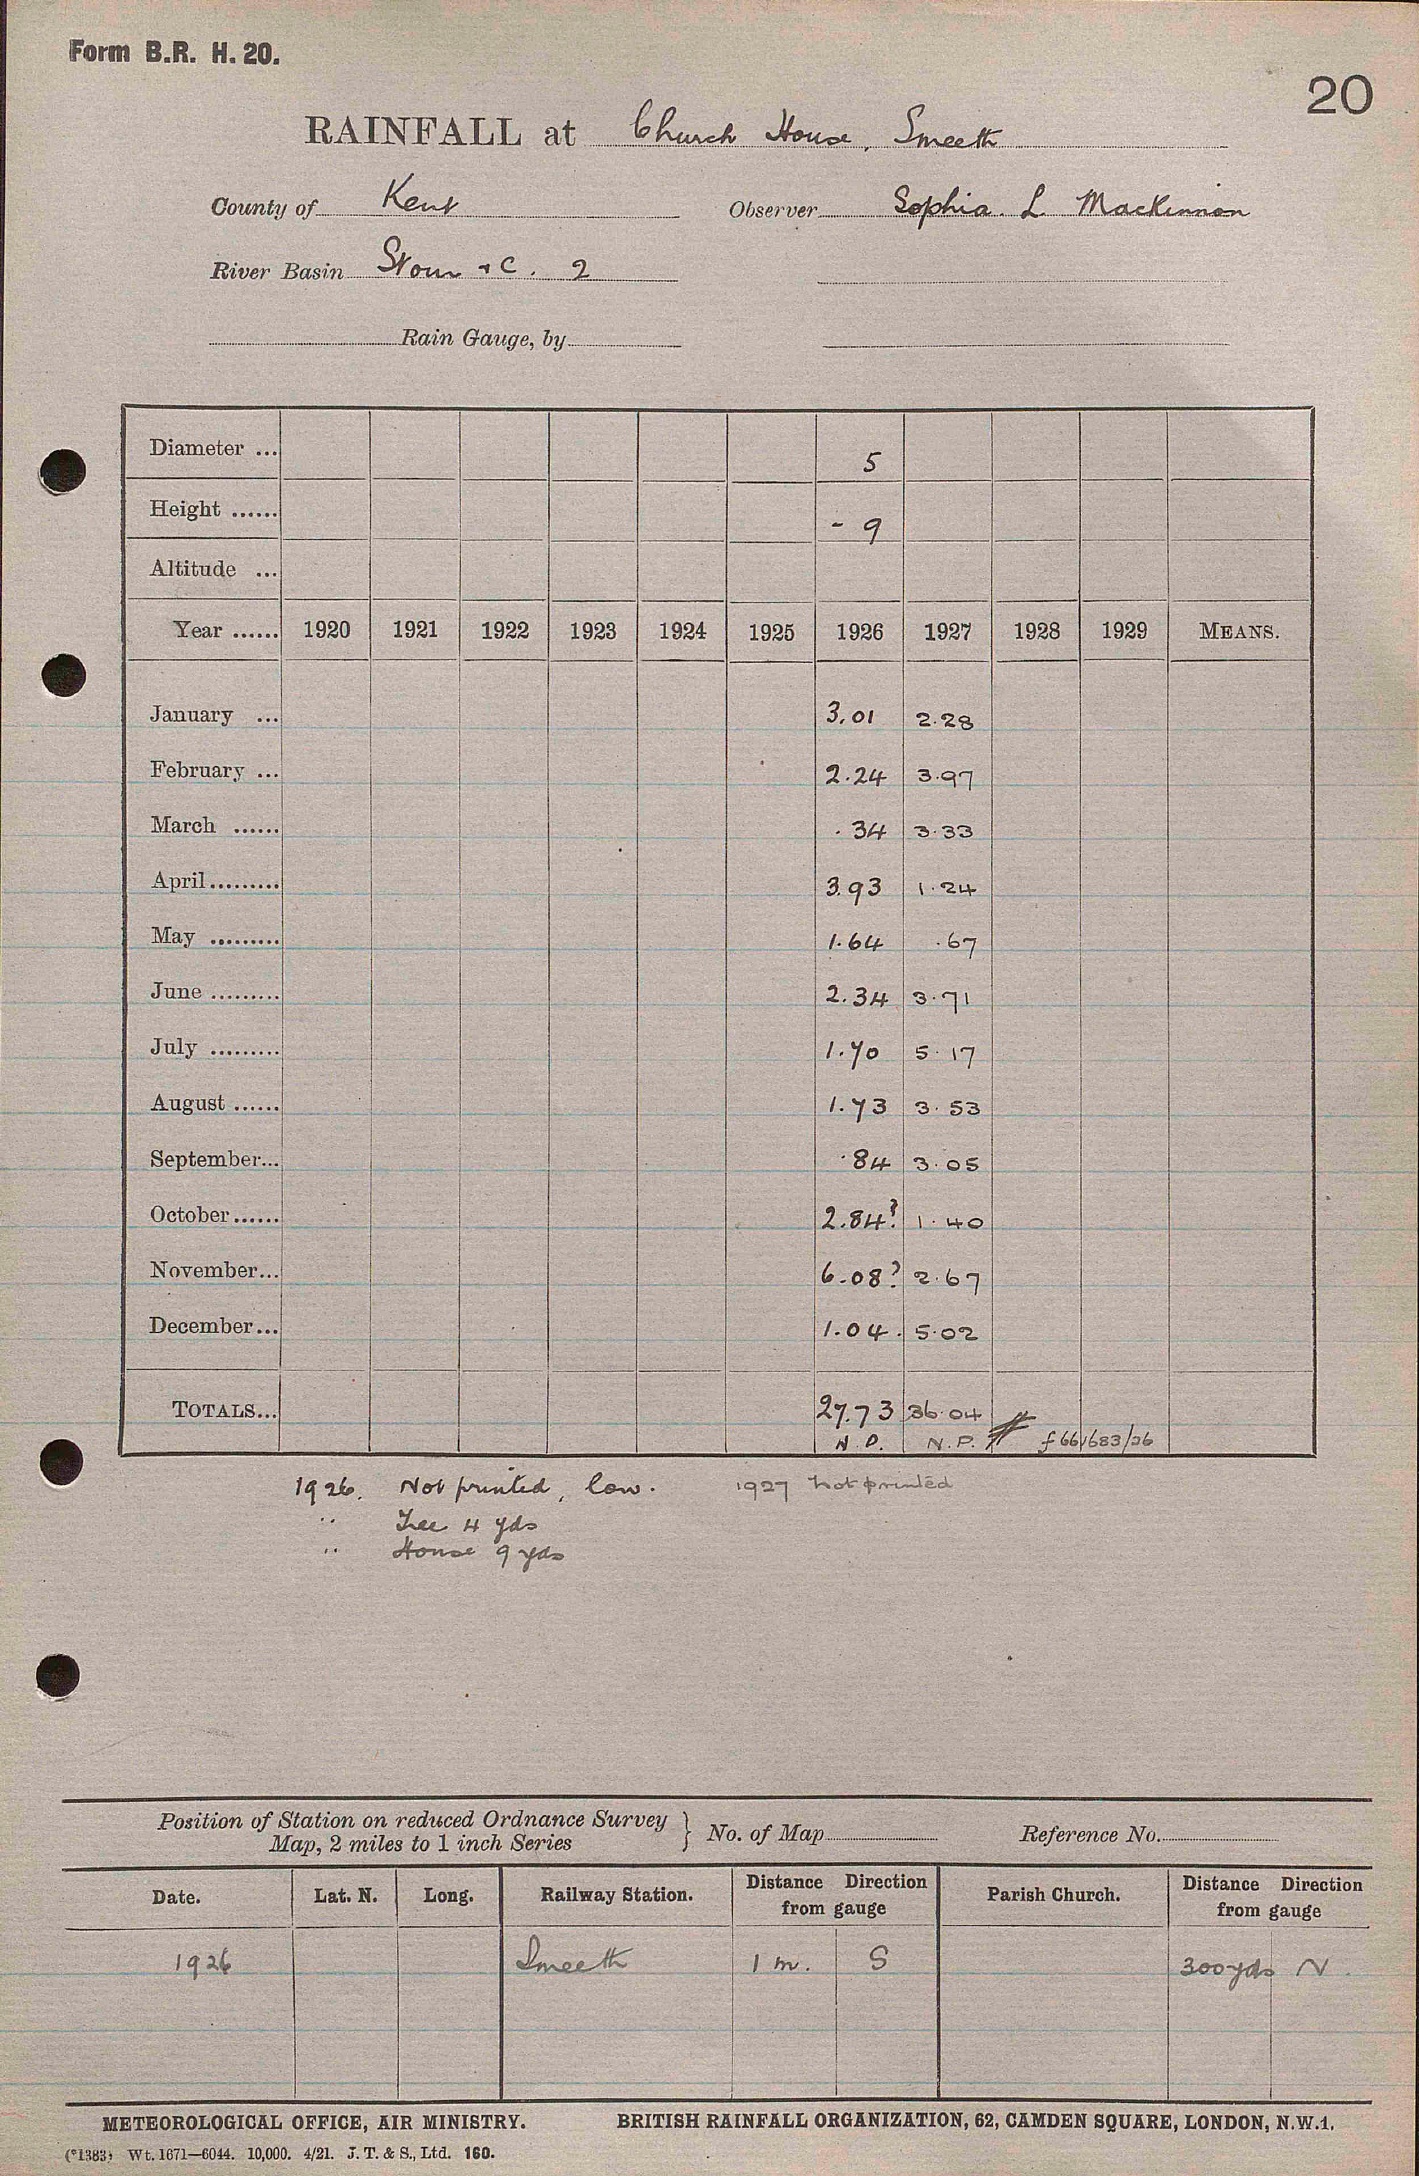 Form B.R. H. 20.
20
RAINFALL at Church House, Smeeth
County of Kent Observer Sophia. L. MacKinnon
River Basin Stour &c. 2
Rain Gauge, by
Diameter ... 5
Height ...... - 9
Altitude ...
Year ...... 1920 1921 1922 1923 1924 1925 1926 1927 1928 1929 MEANS.
January ... 3.01 2.28
February ... 2.24 3.97
March ...... .34 3.33
April ......... 3.93 1.24
May ......... 1.64 .67
June ......... 2.34 3.71
July ......... 1.70 5.17
August ...... 1.73 3.53
September... .84 3.05
October ...... 2.84? 1.40
November... 6.08? 2.67
December... 1.04. 5.02
TOTALS... 27.73 36.04
N.P. N.P. f661683/26
1926. Not printed, low. 1927 not printed
" Tree 4 yds
" House 9 yds
Position of Station on reduced Ordnance Survey
Map, 2 miles to 1 inch Series } No. of Map Reference No.
Date. Lat. N. Long. Railway Station. Distance Direction from gauge Parish Church. Distance Direction from gauge
1926 Smeeth 1 m. S 300yds N.
METEOROLOGICAL OFFICE, AIR MINISTRY. BRITISH RAINFALL ORGANIZATION, 62, CAMDEN SQUARE, LONDON, N.W.1.
(*1383) Wt. 1671—6044. 10,000. 4/21. J. T. & S., Ltd. 160.